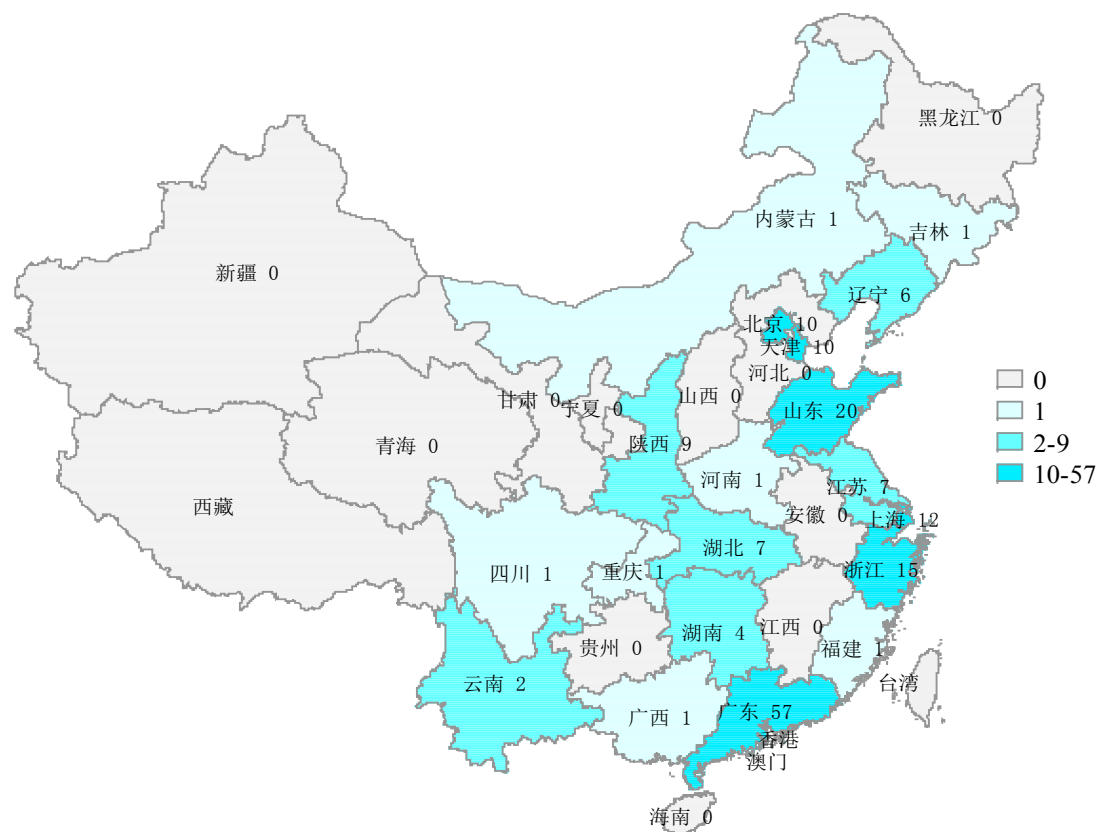 黑龙江 0
内蒙古 1
吉林 1
新疆 0
辽宁 6
北京 10
天津 10
河北 0
甘肃 0
宁夏 0
山西 0
山东 20
青海 0
陕西 9
河南 1
江苏 7
西藏
安徽 0
上海 12
湖北 7
四川 1
重庆 1
浙江 15
湖南 4
江西 0
贵州 0
福建 1
云南 2
台湾
广西 1
广东 57
香港
澳门
海南 0
0
1
2-9
10-57